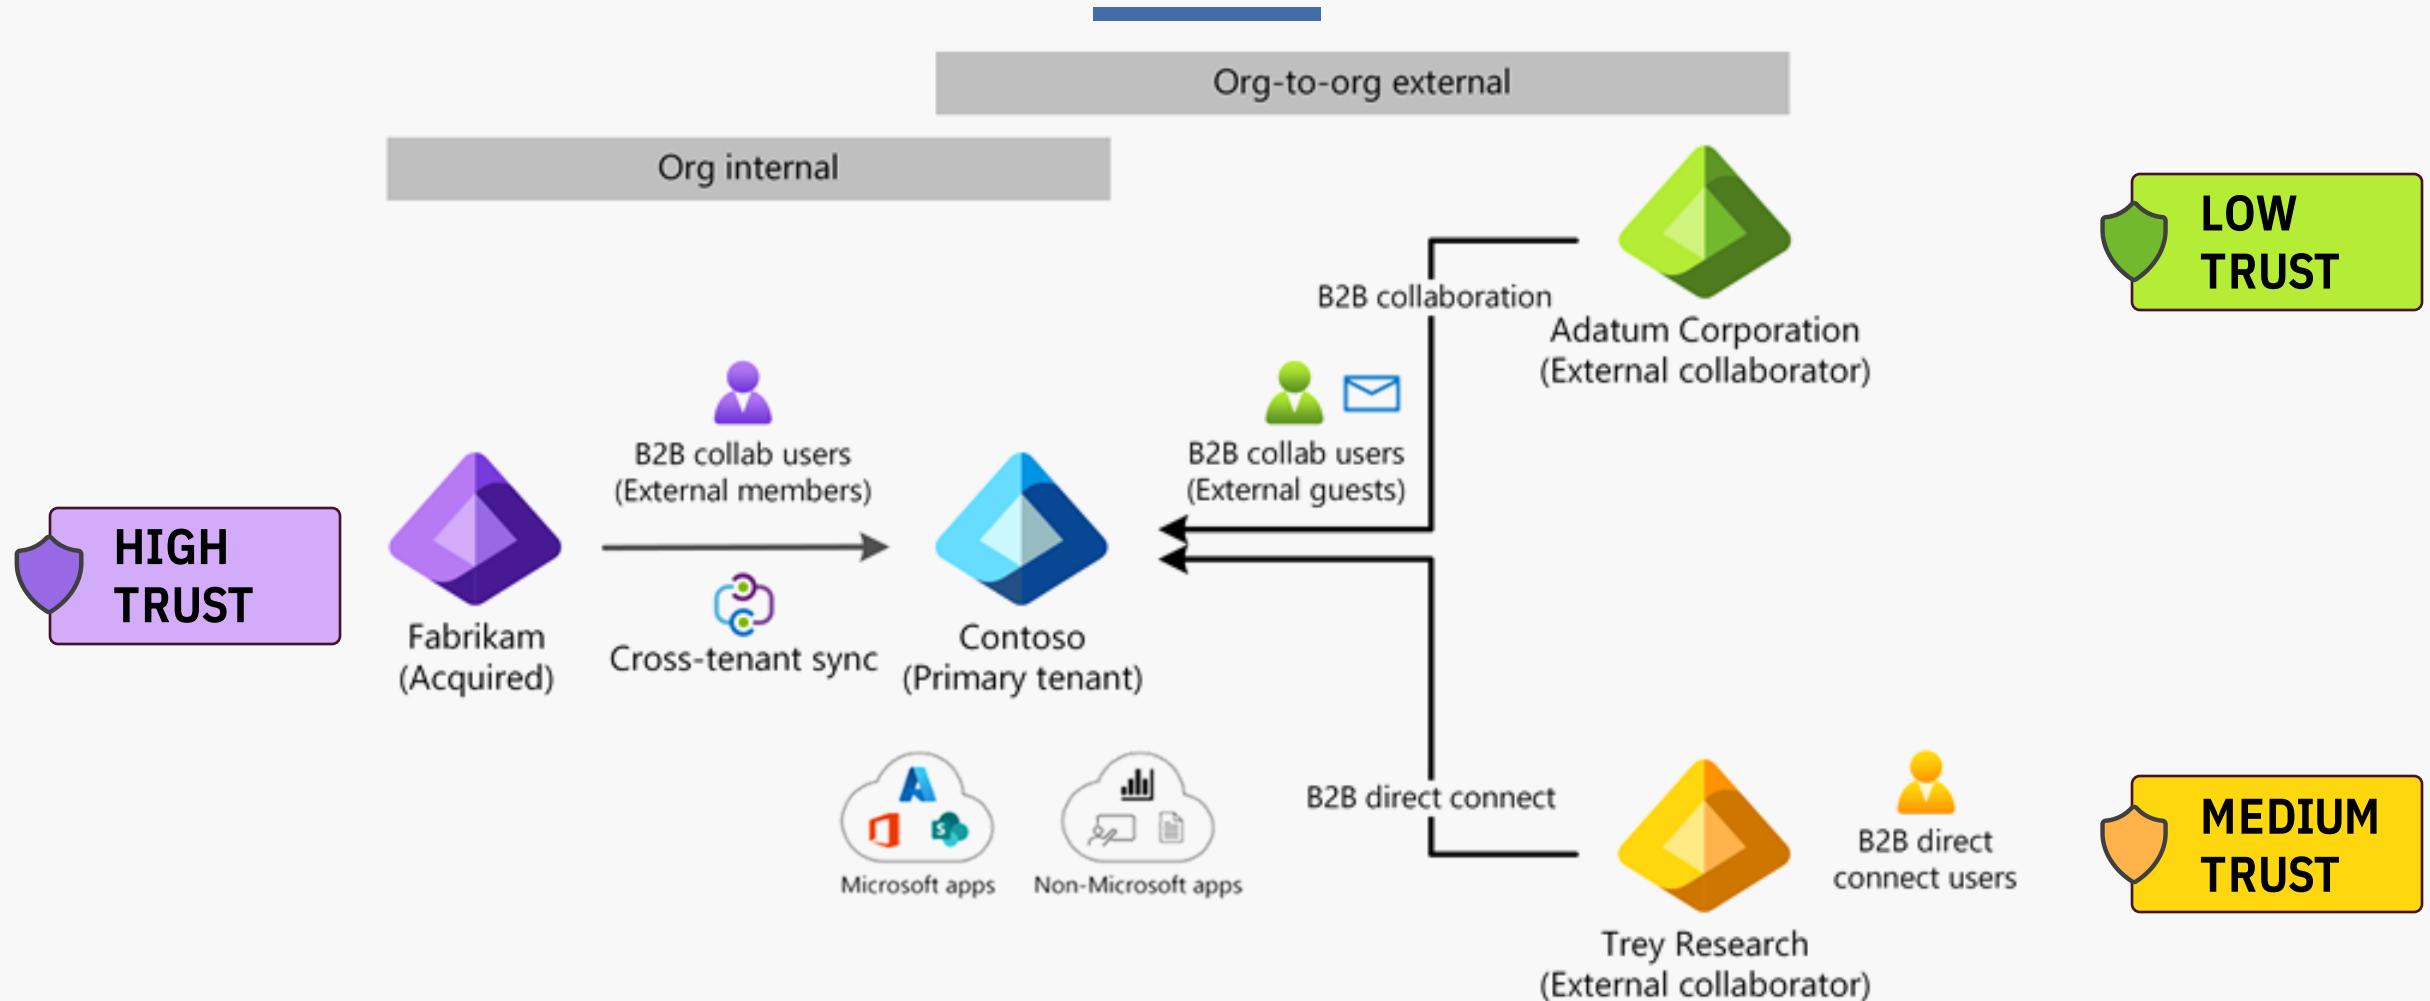 Org-to-org external
Org internal
LOW
TRUST
B2B collaboration
Adatum Corporation
(External collaborator)
B2B collab users
(External members)
B2B collab users
(External guests)
HIGH
TRUST
Fabrikam
(Acquired)
Cross-tenant sync
Contoso
(Primary tenant)
B2B direct connect
Microsoft apps
Non-Microsoft apps
B2B direct
connect users
MEDIUM
TRUST
Trey Research
(External collaborator)